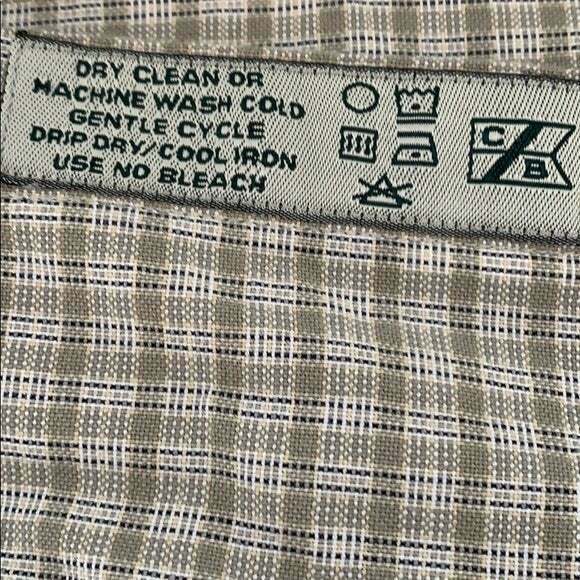 DRY CLEAN OR
MACHINE WASH COLD
GENTLE CYCLE
DRIP DRY/COOL IRON
USE NO BLEACH
C B